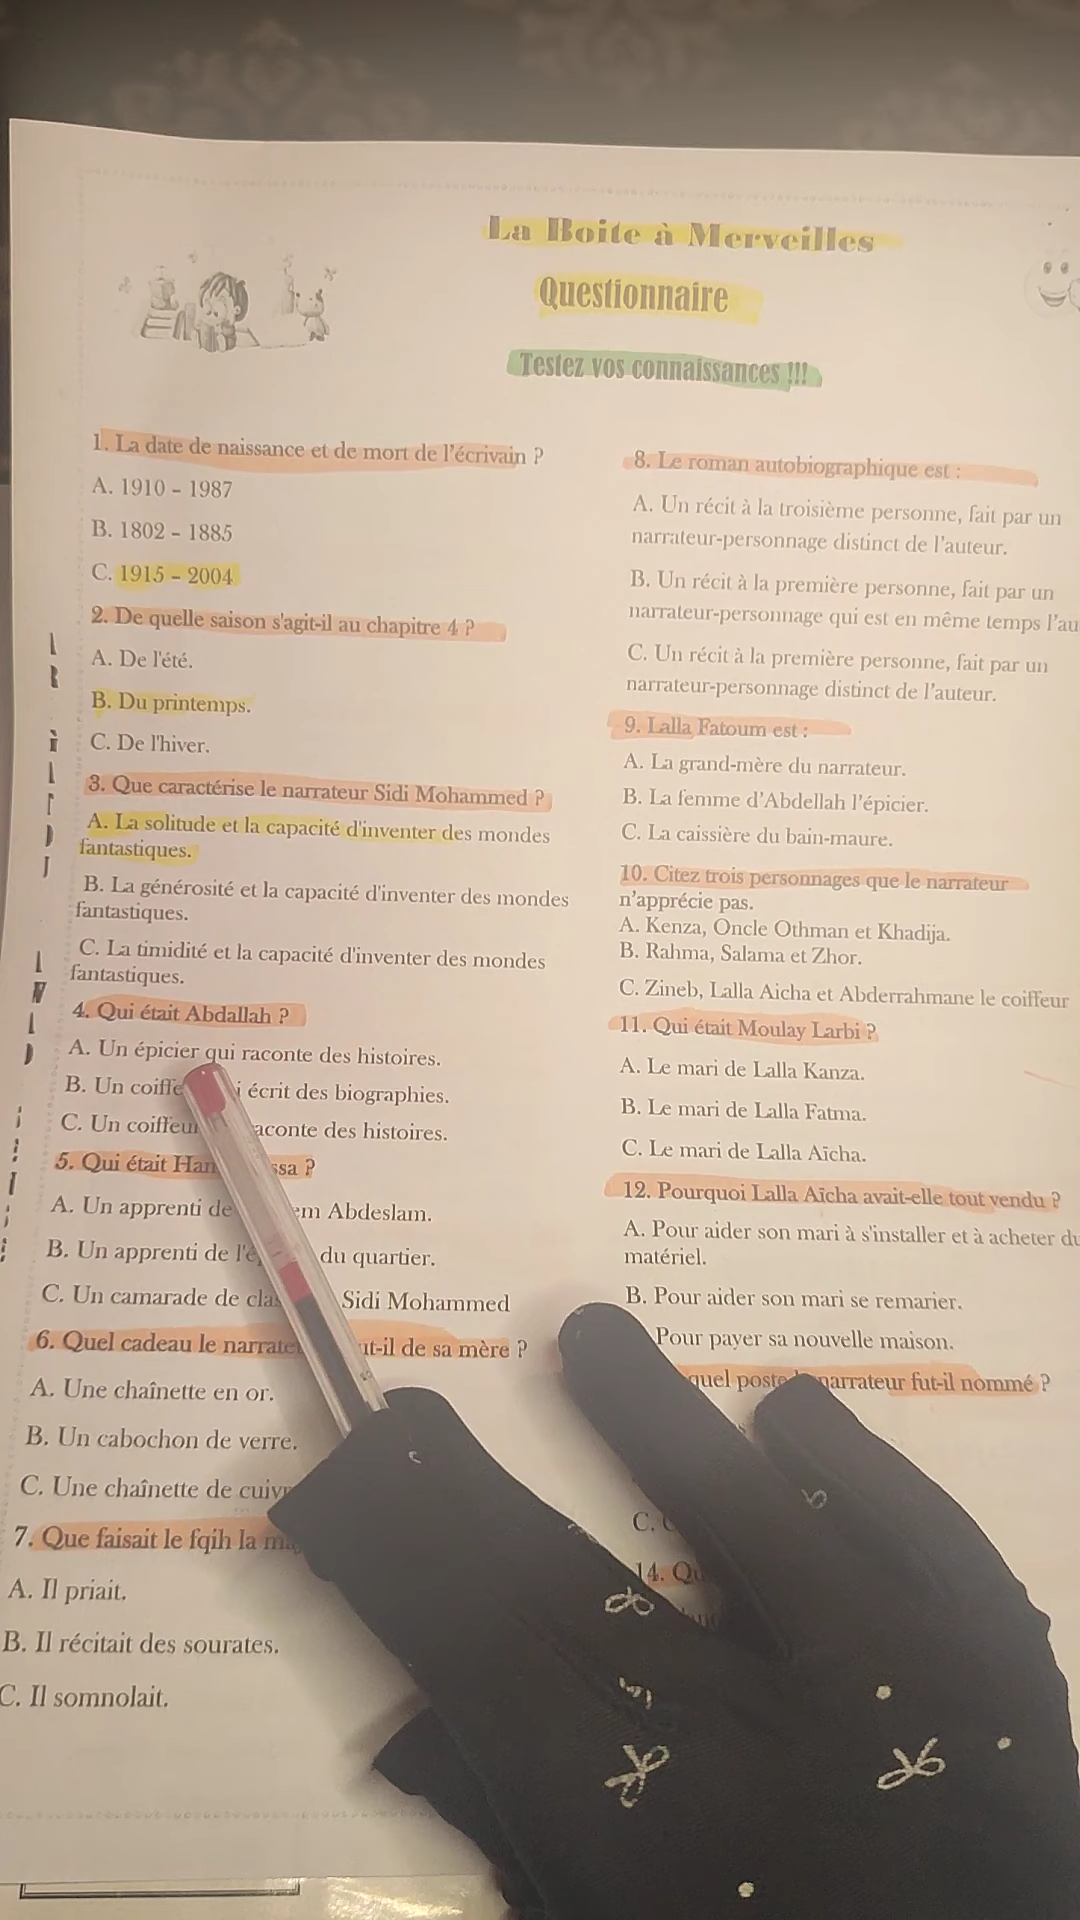 La Boite à Merveilles
Questionnaire
Testez vos connaissances !!!
1. La date de naissance et de mort de l'écrivain ?
A. 1910 – 1987
B. 1802 – 1885
C. 1915 – 2004
2. De quelle saison s'agit-il au chapitre 4 ?
A. De l'été.
B. Du printemps.
C. De l'hiver.
3. Que caractérise le narrateur Sidi Mohammed ?
A. La solitude et la capacité d'inventer des mondes
fantastiques.
B. La générosité et la capacité d'inventer des mondes
fantastiques.
C. La timidité et la capacité d'inventer des mondes
fantastiques.
4. Qui était Abdallah ?
A. Un épicier qui raconte des histoires.
B. Un écrit des biographies.
C. Un des histoires.
5. Qui était ?
A. Un apprenti de Abdeslam.
B. Un apprenti de du quartier.
C. Un camarade de Sidi Mohammed
6. Quel cadeau le de sa mère ?
A. Une chaînette en or.
B. Un cabochon de verre.
C. Une chaînette de
7. Que faisait le fqih la
A. Il priait.
B. Il récitait des sourates.
C. Il somnolait.
8. Le roman autobiographique est :
A. Un récit à la troisième personne, fait par un
narrateur-personnage distinct de l'auteur.
B. Un récit à la première personne, fait par un
narrateur-personnage qui est en même temps
C. Un récit à la première personne, fait par un
narrateur-personnage distinct de l'auteur.
9. Lalla Fatoum est :
A. La grand-mère du narrateur.
B. La femme d'Abdellah l'épicier.
C. La caissière du bain-maure.
10. Citez trois personnages que le narrateur
n'apprécie pas.
A. Kenza, Oncle Othman et Khadija.
B. Rahma, Salama et Zhor.
C. Zineb, Lalla Aicha et Abderrahmane le coiffeur
11. Qui était Moulay Larbi ?
A. Le mari de Lalla Kanza.
B. Le mari de Lalla Fatma.
C. Le mari de Lalla Aïcha.
12. Pourquoi Lalla Aïcha avait-elle tout vendu ?
A. Pour aider son mari à s'installer et à acheter
matériel.
B. Pour aider son mari se remarier.
Pour payer sa nouvelle maison.
quel poste narrateur fut-il nommé ?
C.
14.